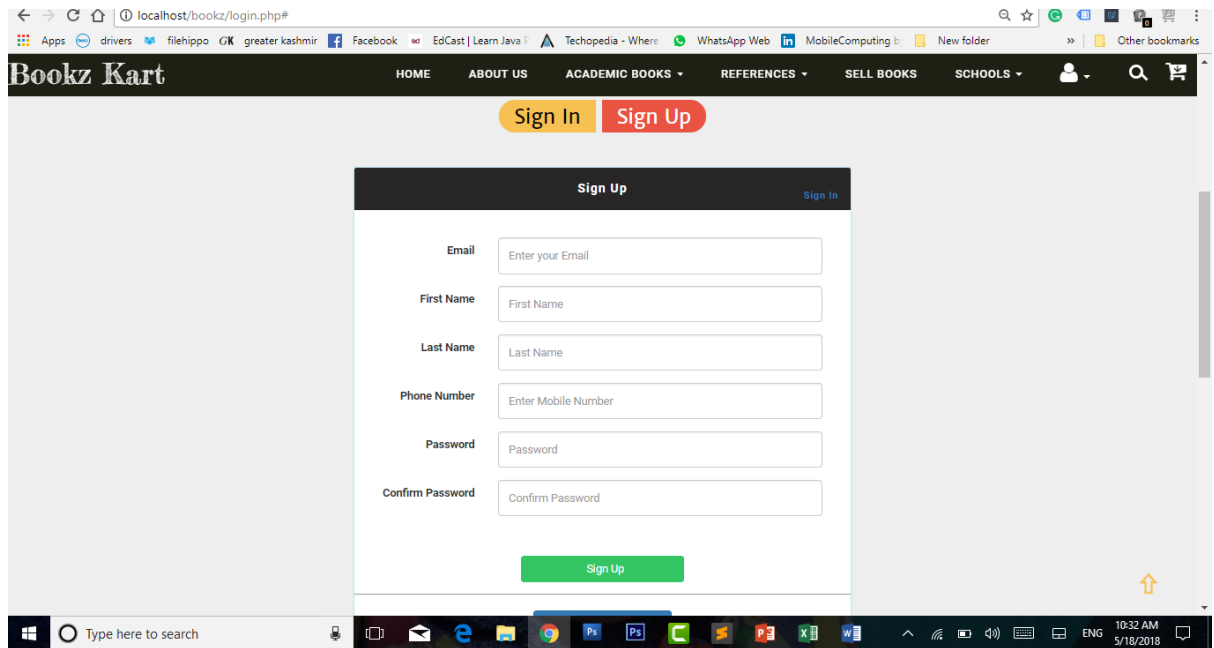 localhost/bookz/login.php#
Apps drivers filehippo GK greater kashmir Facebook ed EdCast | Learn Java Techopedia - Where WhatsApp Web in MobileComputing b New folder » Other bookmarks
Bookz Kart HOME ABOUT US ACADEMIC BOOKS REFERENCES SELL BOOKS SCHOOLS
Sign In Sign Up
Sign Up
Sign In
Email Enter your Email
First Name First Name
Last Name Last Name
Phone Number Enter Mobile Number
Password Password
Confirm Password Confirm Password
Sign Up
Type here to search Ps Ps ENG 10:32 AM
5/18/2018